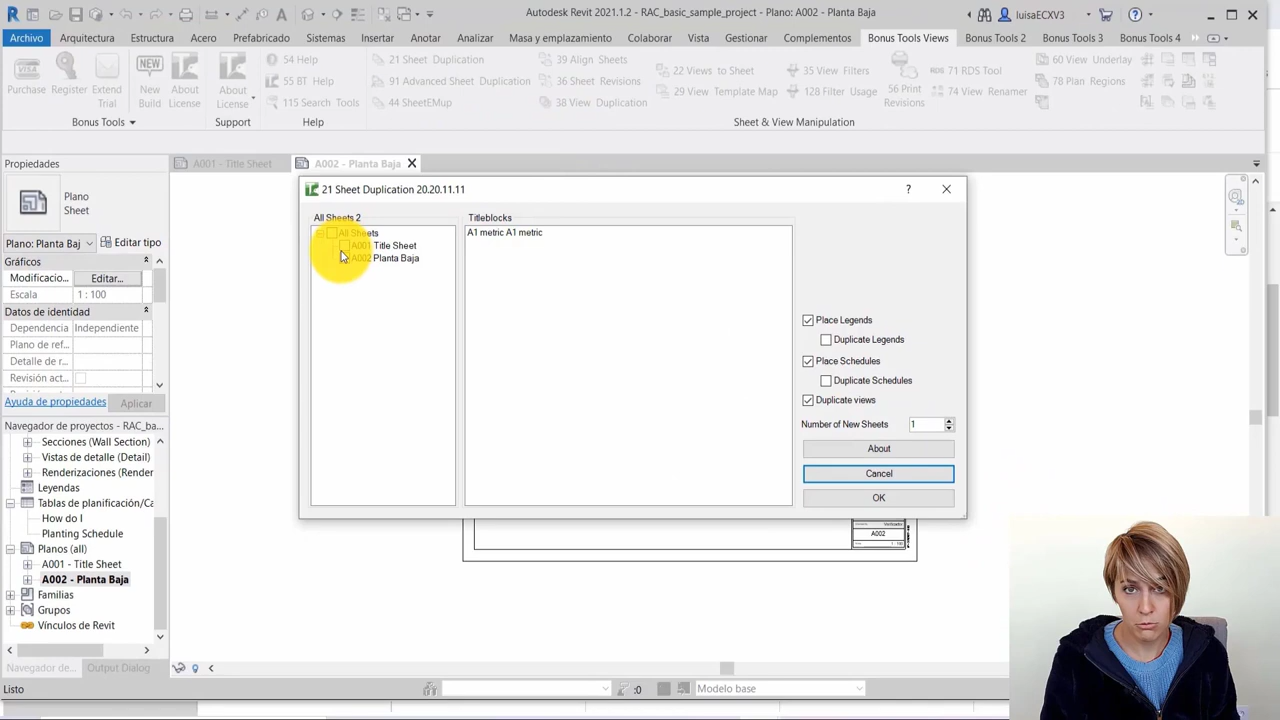 Autodesk Revit 2021.1.2 - RAC_basic_sample_project - Plano: A002 - Planta Baja
luisaECXV3
Archivo Arquitectura Estructura Acero Prefabricado Sistemas Insertar Anotar Analizar Masa y emplazamiento Colaborar Vista Gestionar Complementos Bonus Tools Views Bonus Tools 2 Bonus Tools 3 Bonus Tools 4
54 Help 21 Sheet Duplication 39 Align Sheets 60 View Underlay
22 Views to Sheet 35 View Filters 71 RDS Tool
55 BT Help 91 Advanced Sheet Duplication 36 Sheet Revisions 78 Plan Regions
Purchase Register Extend Trial New Build About License About License
29 View Template Map 128 Filter Usage 56 Print Revisions 74 View Renamer
115 Search Tools 44 SheetEMup 38 View Duplication
Bonus Tools Support Help Sheet & View Manipulation
Propiedades
A001 - Title Sheet A002 - Planta Baja
Plano
Sheet
Plano: Planta Baj Editar tipo
Gráficos
Modificacio... Editar...
Escala 1 : 100
Datos de identidad
Dependencia Independiente
Plano de ref...
Detalle de r...
Revisión act...
Ayuda de propiedades Aplicar
Navegador de proyectos - RAC_ba...
Secciones (Wall Section)
Vistas de detalle (Detail)
Renderizaciones (Render
Leyendas
Tablas de planificación/Ca
How do I
Planting Schedule
Planos (all)
A001 - Title Sheet
A002 - Planta Baja
Familias
Grupos
Vínculos de Revit
Navegador de... Output Dialog
21 Sheet Duplication 20.20.11.11
All Sheets 2 Titleblocks
All Sheets
A001 Title Sheet
A002 Planta Baja
A1 metric A1 metric
Place Legends
Duplicate Legends
Place Schedules
Duplicate Schedules
Duplicate views
Number of New Sheets 1
About
Cancel
OK
A002
Listo :0 Modelo base